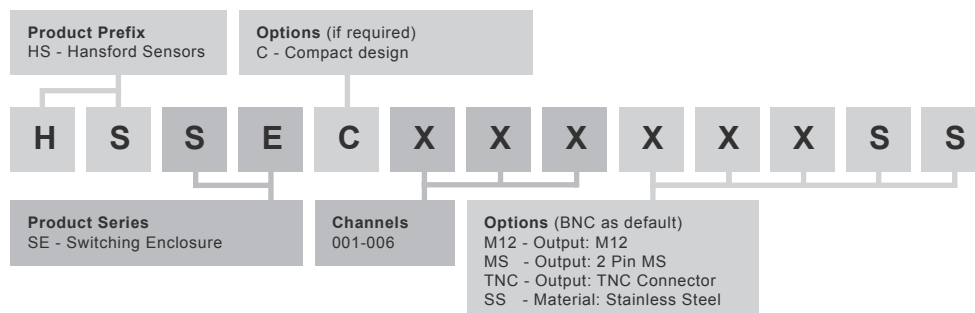 Product Prefix
HS - Hansford Sensors
Options (if required)
C - Compact design
H S S E C X X X X X X S S
Product Series
SE - Switching Enclosure
Channels
001-006
Options (BNC as default)
M12 - Output: M12
MS - Output: 2 Pin MS
TNC - Output: TNC Connector
SS - Material: Stainless Steel